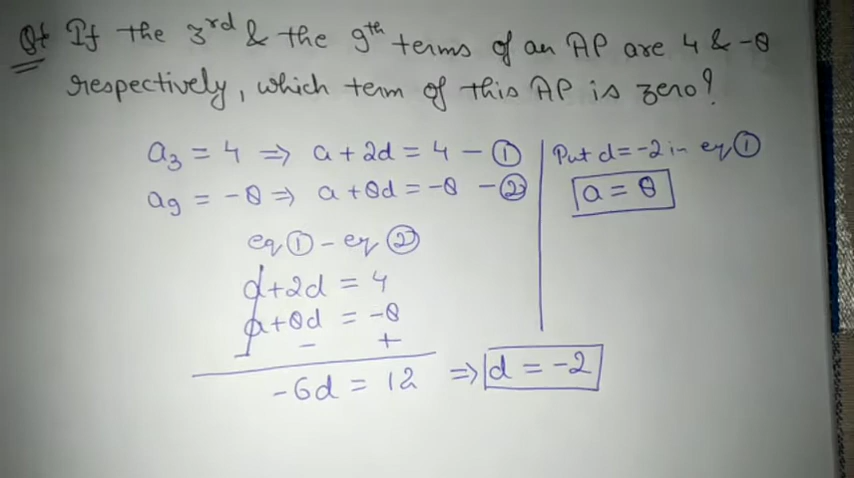 Q. If the 3rd & the 9th terms of an AP are 4 & -8
respectively, which term of this AP is zero?
a₃ = 4 ⇒ a + 2d = 4 — ①
a₉ = -8 ⇒ a + 8d = -8 — ②
eq ① - eq ②
a + 2d = 4
a + 8d = -8
- - +
-6d = 12 ⇒ d = -2
Put d = -2 in eq ①
a = 8